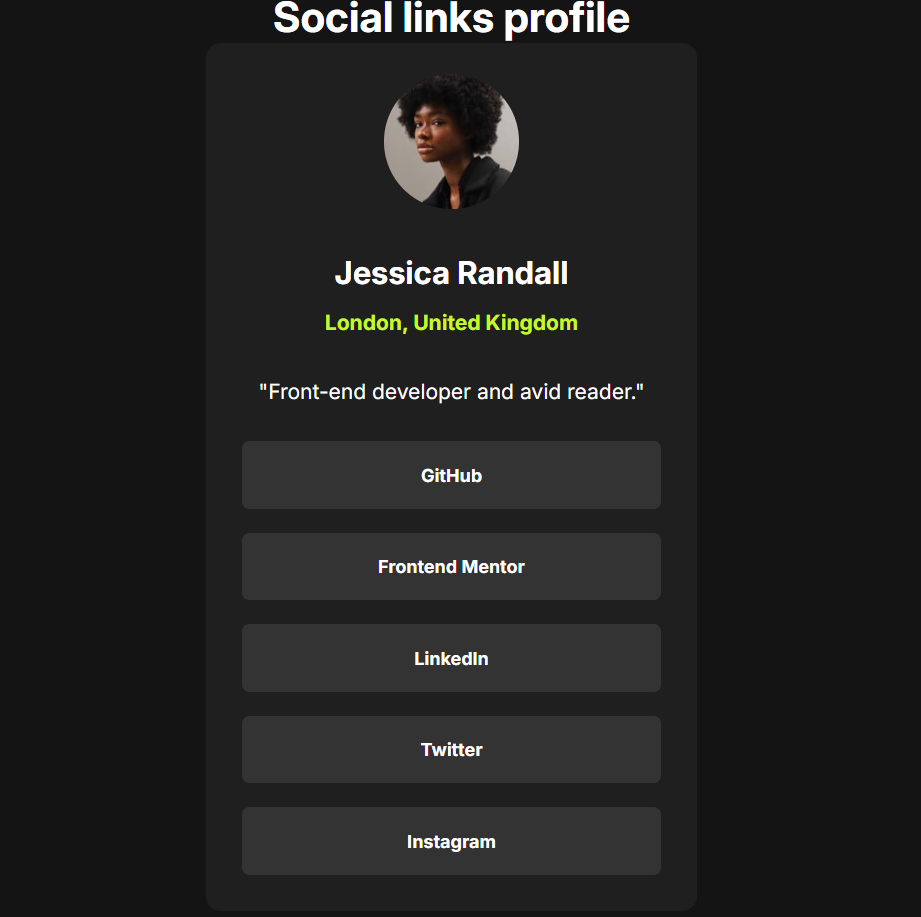 Social links profile
Jessica Randall
London, United Kingdom
"Front-end developer and avid reader."
GitHub
Frontend Mentor
LinkedIn
Twitter
Instagram